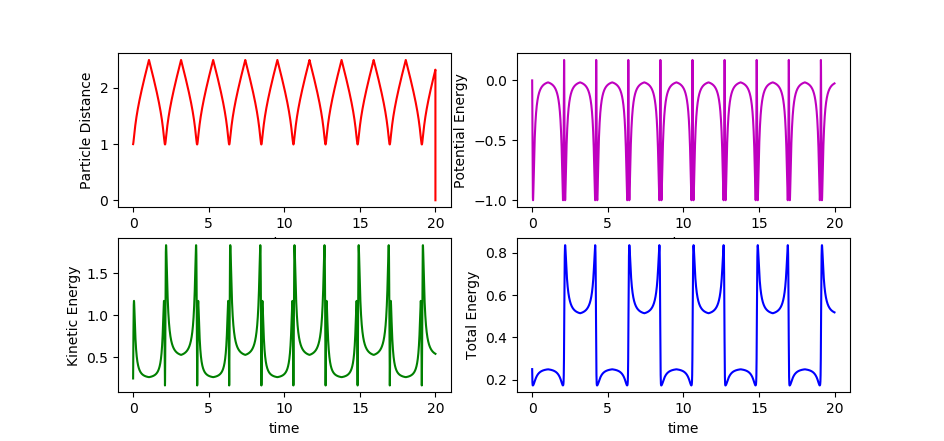 Particle Distance
2
1
0
0 5 10 15 20
Potential Energy
0.0
−0.5
−1.0
0 5 10 15 20
Kinetic Energy
1.5
1.0
0.5
0 5 10 15 20
time
Total Energy
0.8
0.6
0.4
0.2
0 5 10 15 20
time